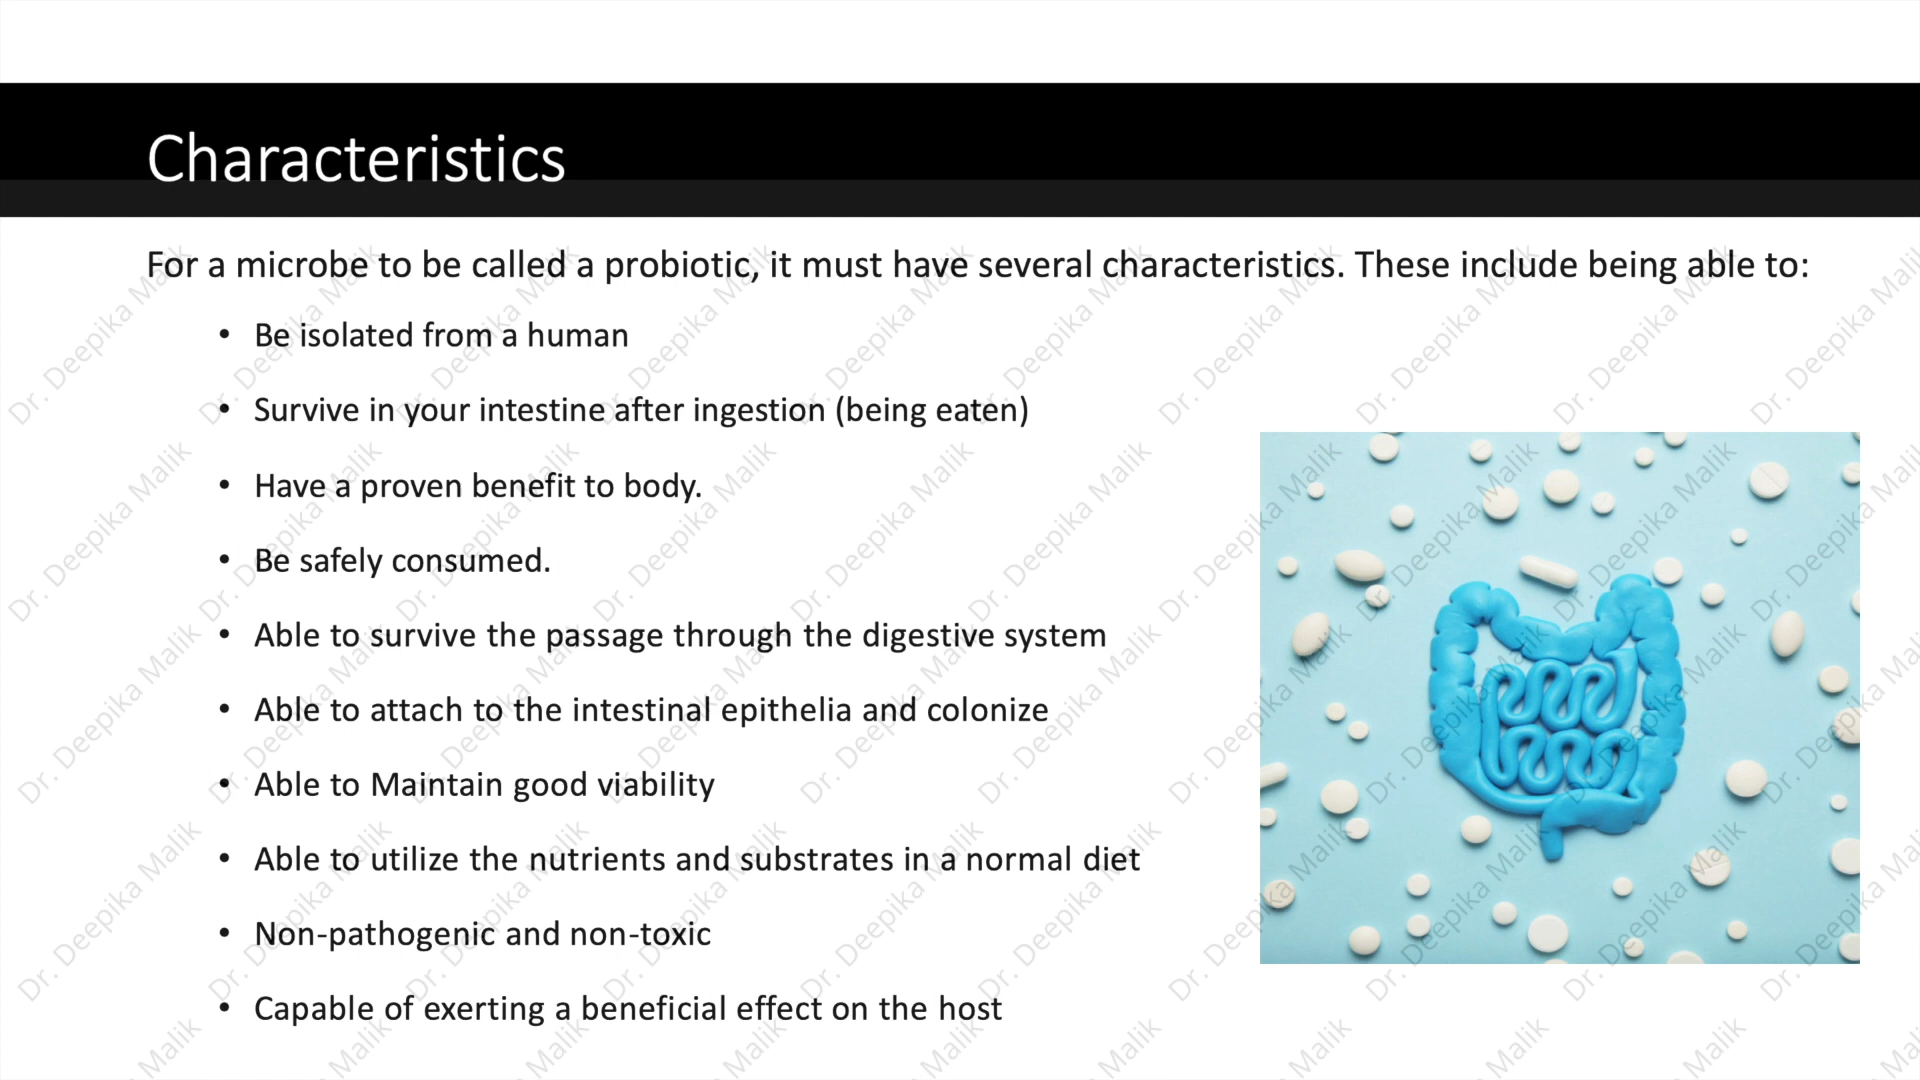 Characteristics
For a microbe to be called a probiotic, it must have several characteristics. These include being able to:
• Be isolated from a human
• Survive in your intestine after ingestion (being eaten)
• Have a proven benefit to body.
• Be safely consumed.
• Able to survive the passage through the digestive system
• Able to attach to the intestinal epithelia and colonize
• Able to Maintain good viability
• Able to utilize the nutrients and substrates in a normal diet
• Non-pathogenic and non-toxic
• Capable of exerting a beneficial effect on the host
Dr. Deepika Malik